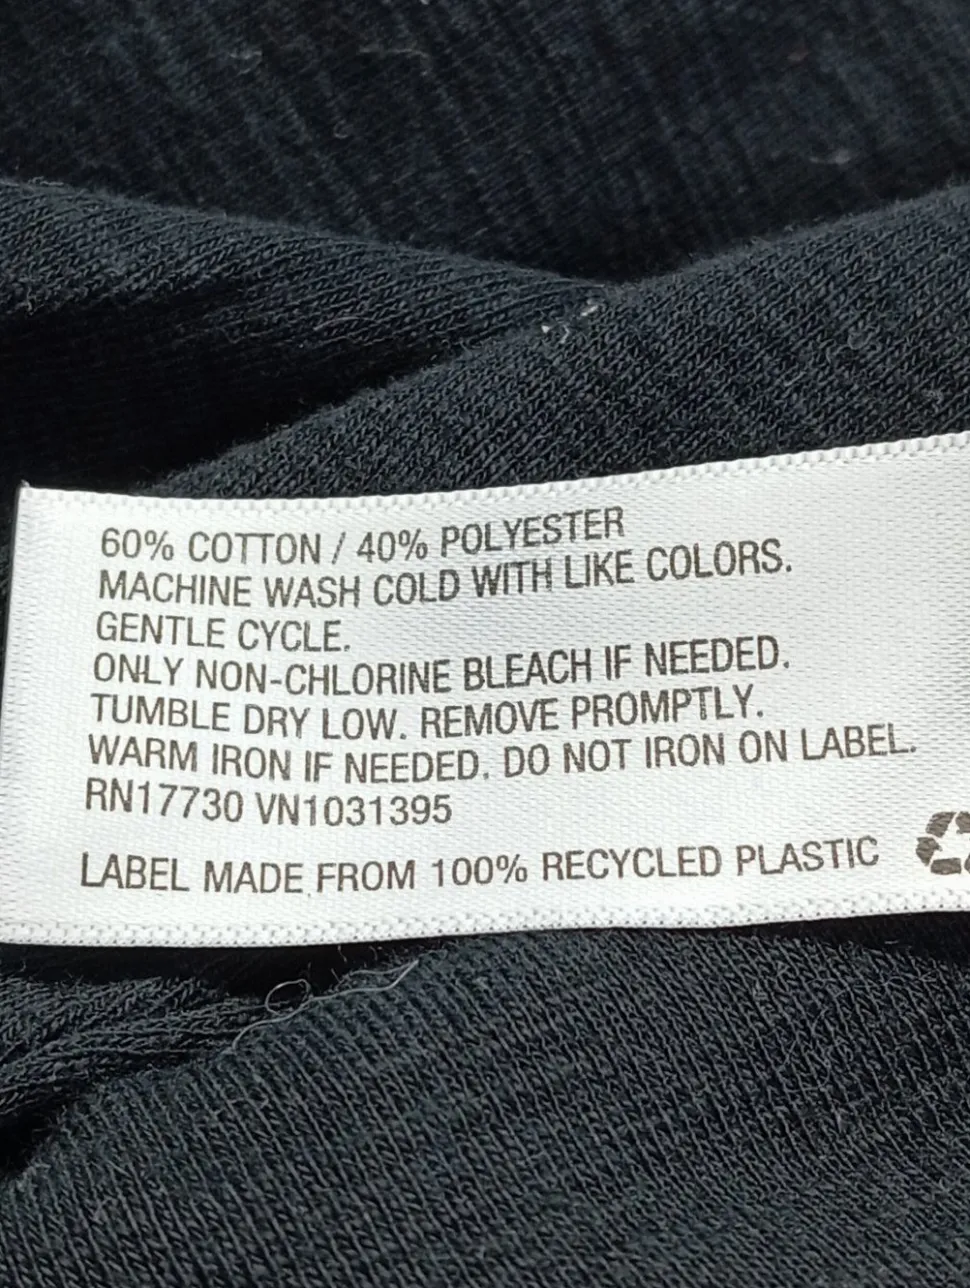 60% COTTON / 40% POLYESTER
MACHINE WASH COLD WITH LIKE COLORS.
GENTLE CYCLE.
ONLY NON-CHLORINE BLEACH IF NEEDED.
TUMBLE DRY LOW. REMOVE PROMPTLY.
WARM IRON IF NEEDED. DO NOT IRON ON LABEL.
RN17730 VN1031395
LABEL MADE FROM 100% RECYCLED PLASTIC